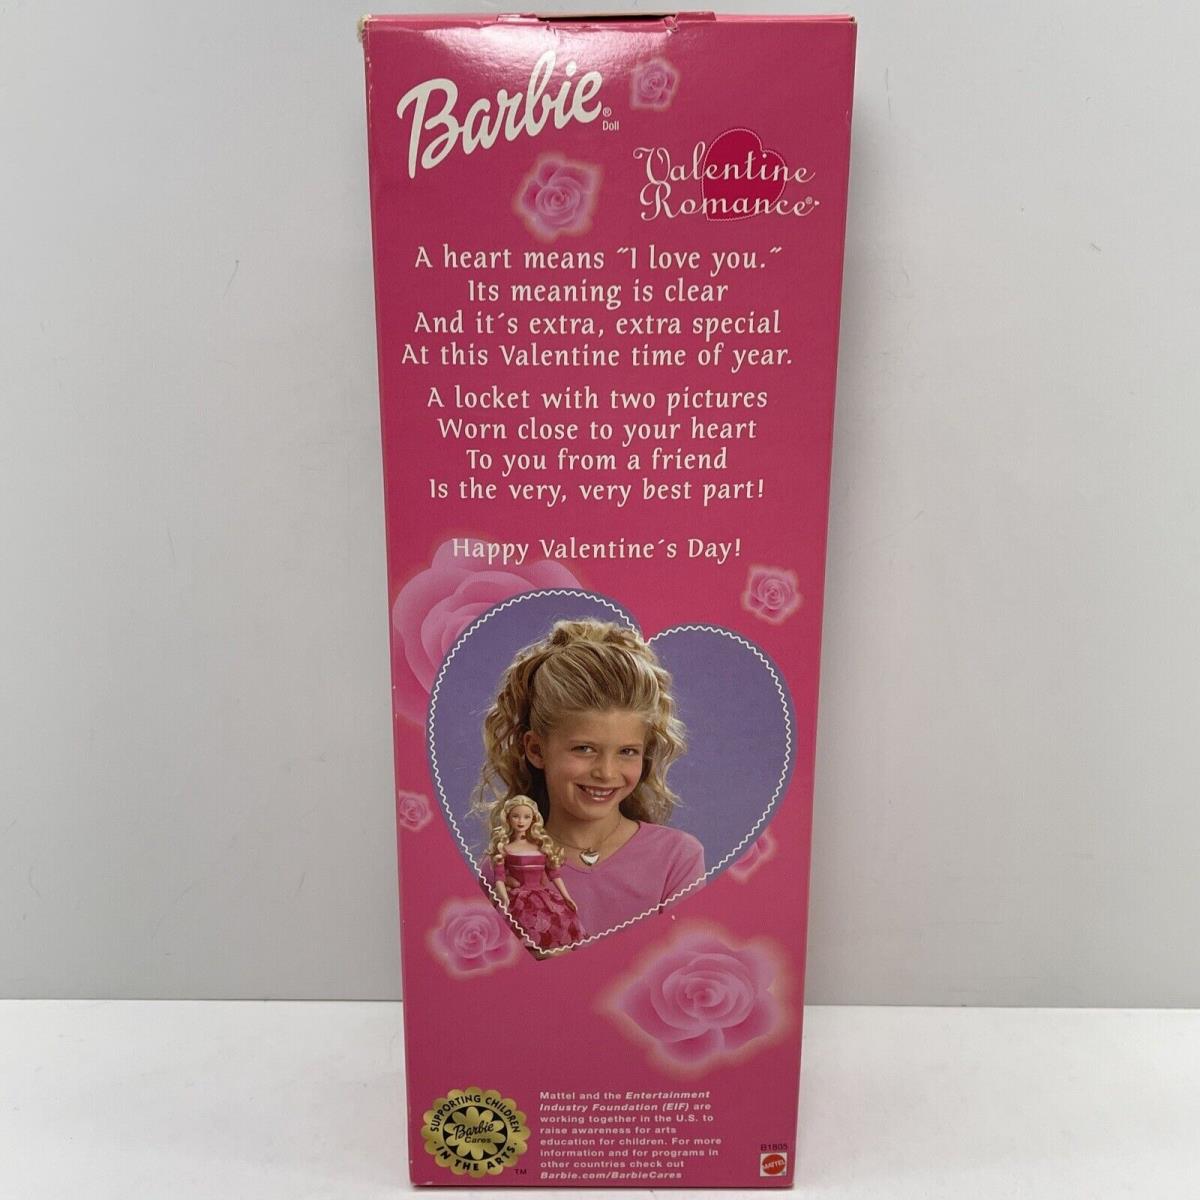 Barbie®
Doll
Valentine
Romance®
A heart means ˝I love you.˝
Its meaning is clear
And it´s extra, extra special
At this Valentine time of year.
A locket with two pictures
Worn close to your heart
To you from a friend
Is the very, very best part!
Happy Valentine´s Day!
SUPPORTING CHILDREN
Barbie
Cares
IN THE ARTS
TM
Mattel and the Entertainment
Industry Foundation (EIF) are
working together in the U.S. to
raise awareness for arts
education for children. For more
information and for programs in
other countries check out
Barbie.com/BarbieCares
B1805
MATTEL